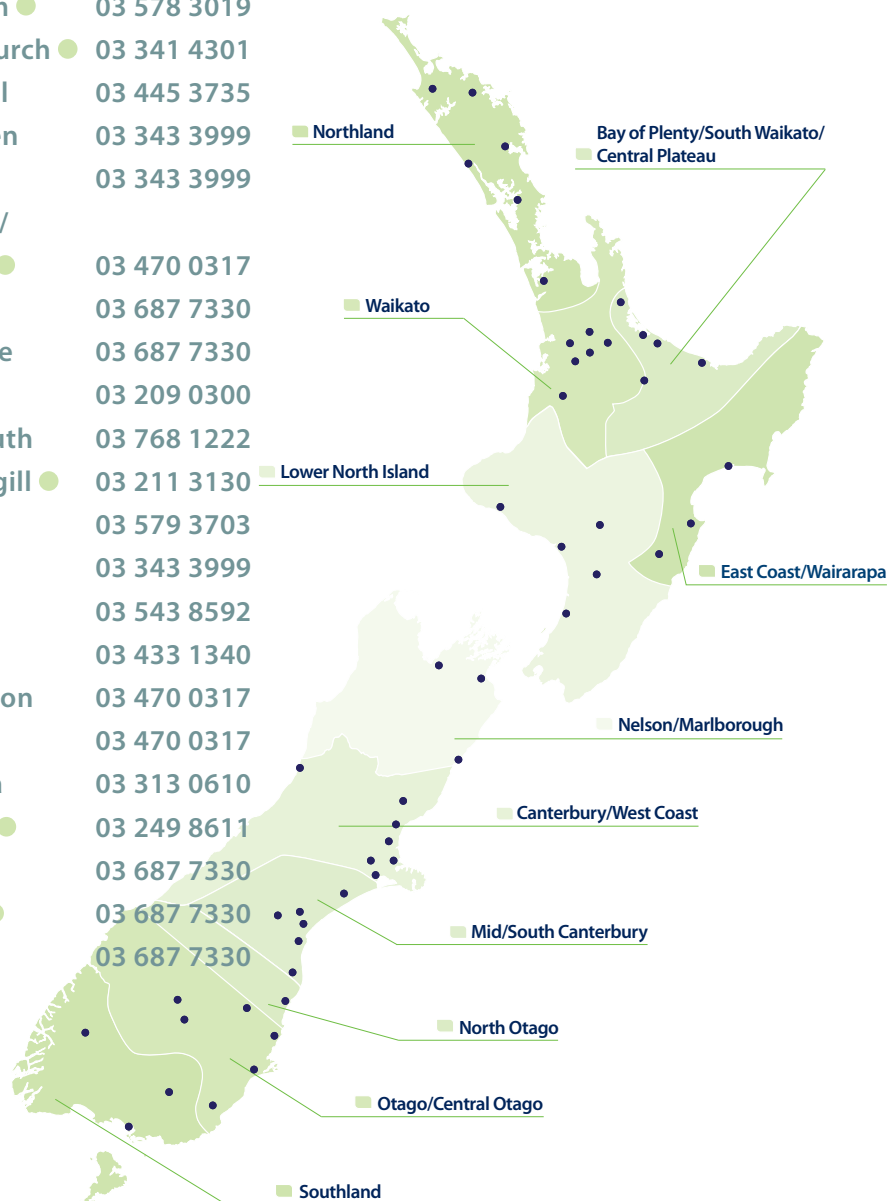 n 03 578 3019
urch 03 341 4301
l 03 445 3735
en 03 343 3999
03 343 3999
/
03 470 0317
03 687 7330
e 03 687 7330
03 209 0300
uth 03 768 1222
gill 03 211 3130
03 579 3703
03 343 3999
03 543 8592
03 433 1340
on 03 470 0317
03 470 0317
n 03 313 0610
03 249 8611
03 687 7330
03 687 7330
03 687 7330
Northland
Bay of Plenty/South Waikato/
Central Plateau
Waikato
Lower North Island
East Coast/Wairarapa
Nelson/Marlborough
Canterbury/West Coast
Mid/South Canterbury
North Otago
Otago/Central Otago
Southland